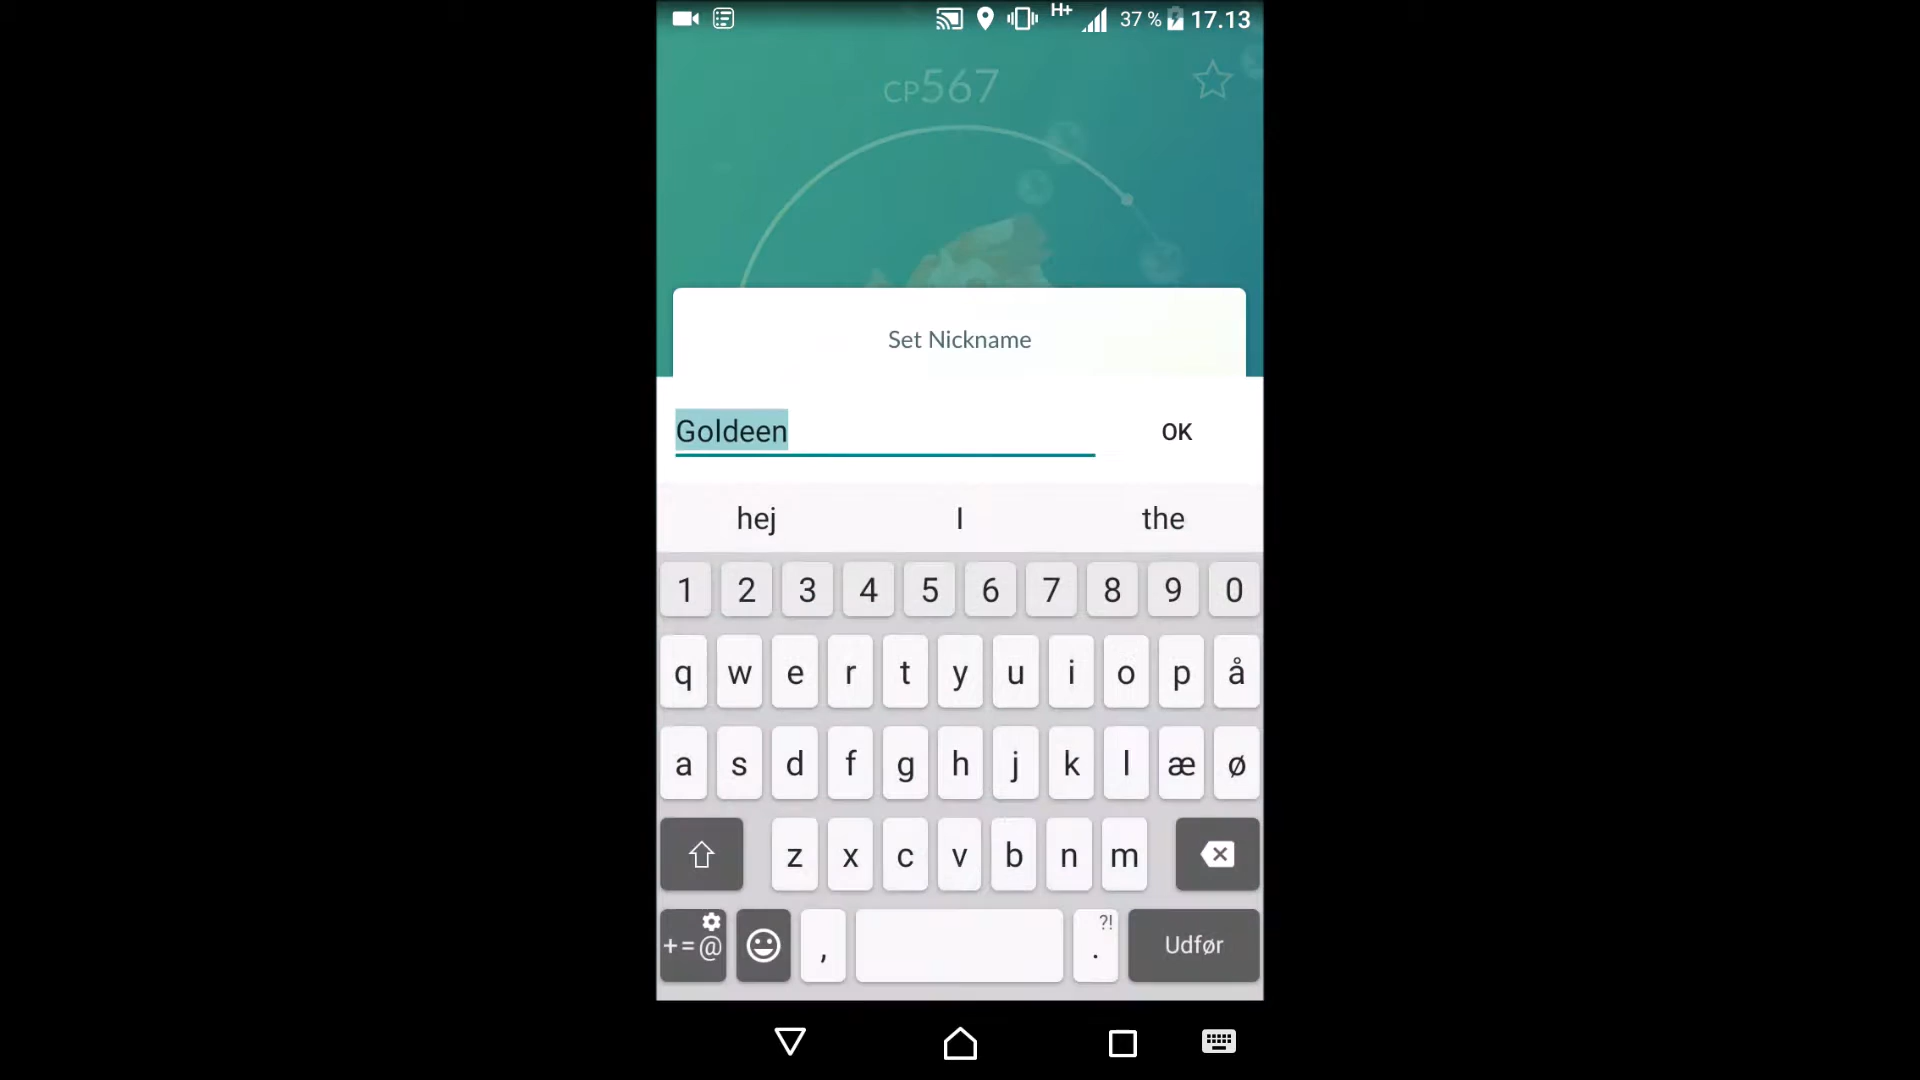 H+ 37 % 17.13
CP567
Set Nickname
Goldeen OK
hej I the
1 2 3 4 5 6 7 8 9 0
q w e r t y u i o p å
a s d f g h j k l æ ø
z x c v b n m
+=@ , . ?! Udfør